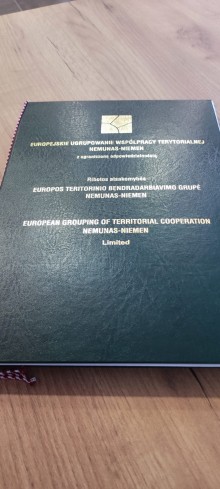 EUROPEJSKIE UGRUPOWANIE WSPÓŁPRACY TERYTORIALNEJ
NEMUNAS-NIEMEN
z ograniczoną odpowiedzialnością
Ribotos atsakomybės
EUROPOS TERITORINIO BENDRADARBIAVIMO GRUPĖ
NEMUNAS-NIEMEN
EUROPEAN GROUPING OF TERRITORIAL COOPERATION
NEMUNAS-NIEMEN
Limited